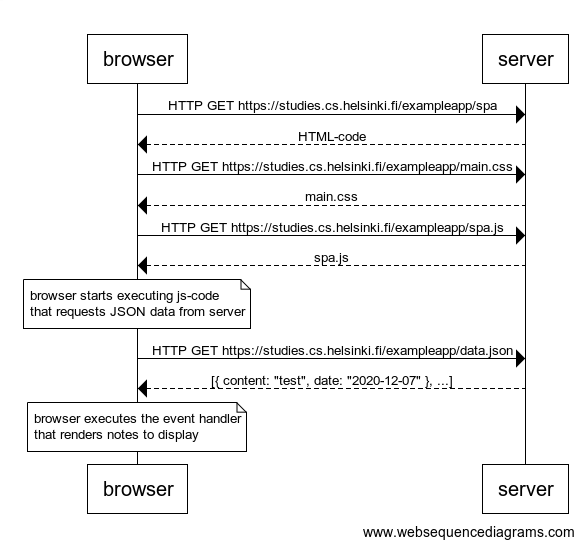 browser
server
HTTP GET https://studies.cs.helsinki.fi/exampleapp/spa
HTML-code
HTTP GET https://studies.cs.helsinki.fi/exampleapp/main.css
main.css
HTTP GET https://studies.cs.helsinki.fi/exampleapp/spa.js
spa.js
browser starts executing js-code
that requests JSON data from server
HTTP GET https://studies.cs.helsinki.fi/exampleapp/data.json
[{ content: "test", date: "2020-12-07" }, ...]
browser executes the event handler
that renders notes to display
browser
server
www.websequencediagrams.com